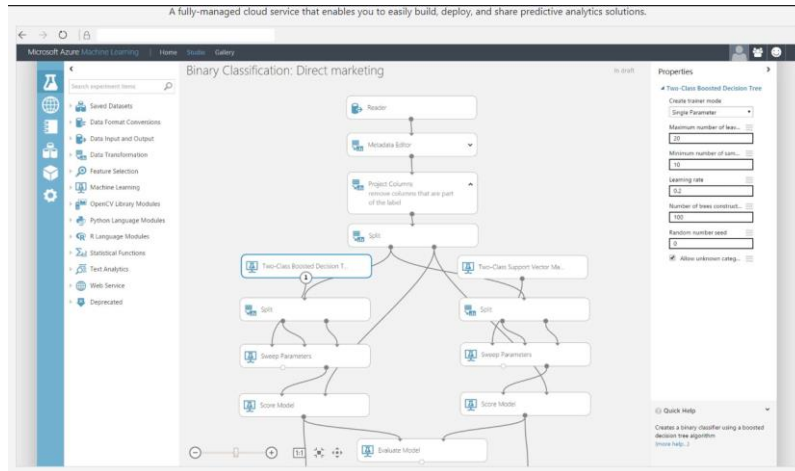 A fully-managed cloud service that enables you to easily build, deploy, and share predictive analytics solutions.
Microsoft Azure Machine Learning | Home Studio Gallery
Search experiment items
Saved Datasets
Data Format Conversions
Data Input and Output
Data Transformation
Feature Selection
Machine Learning
OpenCV Library Modules
Python Language Modules
R Language Modules
Statistical Functions
Text Analytics
Web Service
Deprecated
Binary Classification: Direct marketing
In draft
Reader
Metadata Editor
Project Columns
remove columns that are part
of the label
Split
Two-Class Boosted Decision T...
1
Two-Class Support Vector Ma...
Split
Split
Sweep Parameters
Sweep Parameters
Score Model
Score Model
Evaluate Model
1:1
Properties
Two-Class Boosted Decision Tree
Create trainer mode
Single Parameter
Maximum number of leav...
20
Minimum number of sam...
10
Learning rate
0.2
Number of trees construct...
100
Random number seed
0
Allow unknown categ...
Quick Help
Creates a binary classifier using a boosted
decision tree algorithm
(more help...)